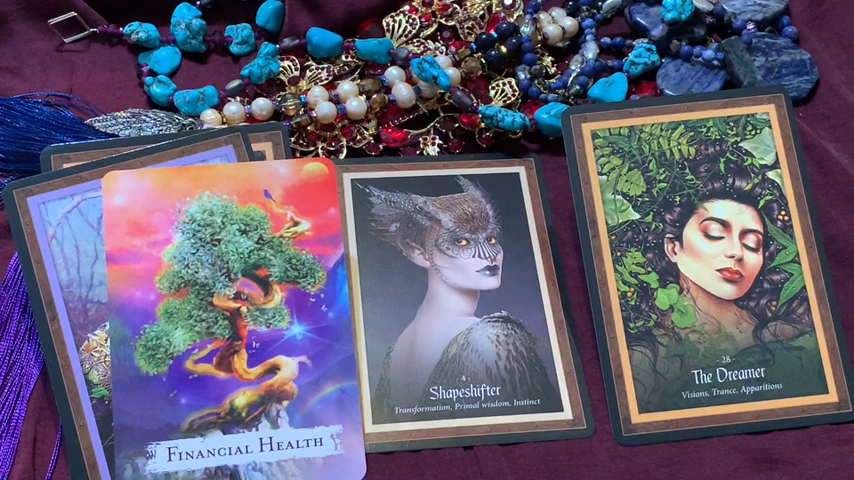 FINANCIAL HEALTH
- 4 -
Shapeshifter
Transformation, Primal wisdom, Instinct
- 28 -
The Dreamer
Visions, Trance, Apparitions